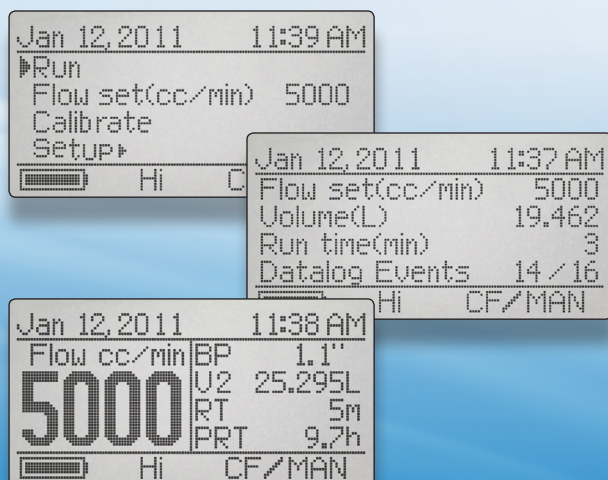 Jan 12,2011 11:39 AM
Run
Flow set(cc/min) 5000
Calibrate
Setup
Hi C
Jan 12,2011 11:37 AM
Flow set(cc/min) 5000
Volume(L) 19.462
Run time(min) 3
Datalog Events 14/16
Hi CF/MAN
Jan 12,2011 11:38 AM
Flow cc/min BP 1.1"
5000 V2 25.295L
RT 5m
PRT 9.7h
Hi CF/MAN